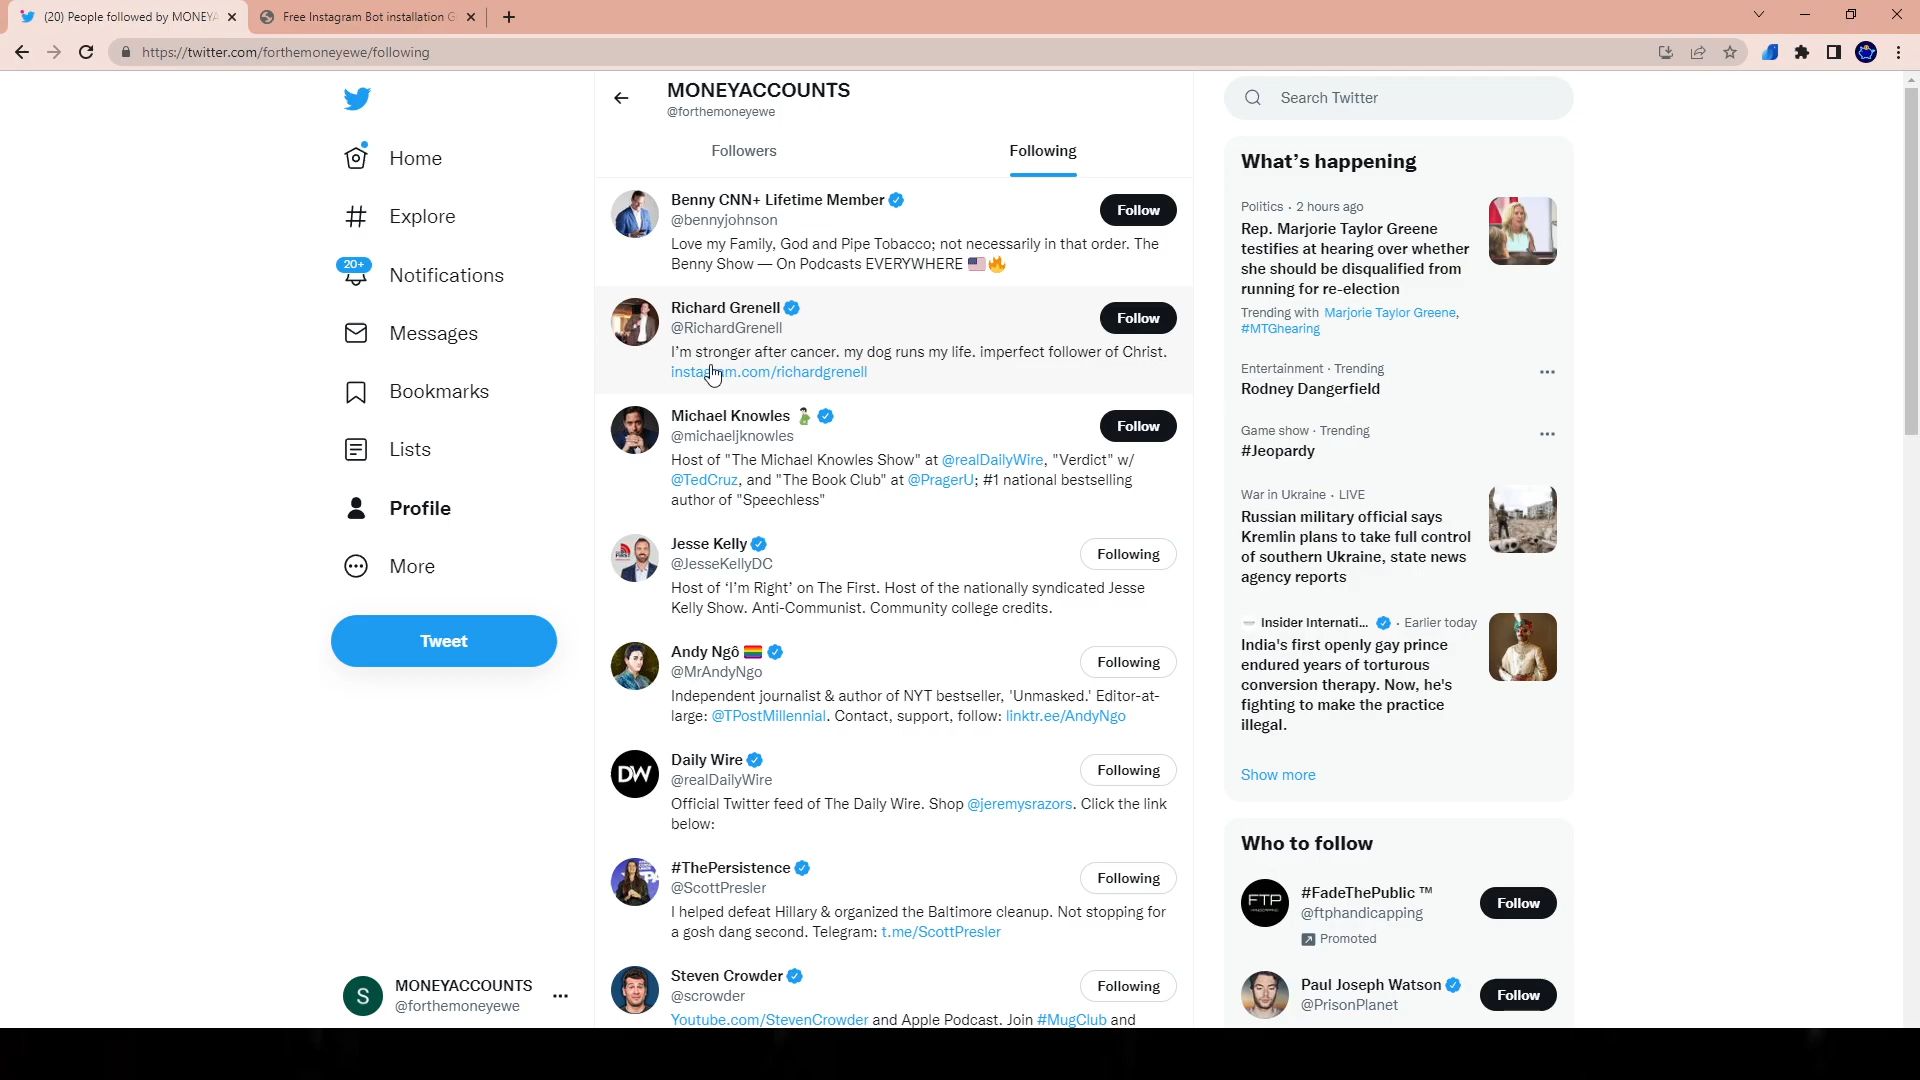 (20) People followed by MONEYA
Free Instagram Bot installation G
https://twitter.com/forthemoneyewe/following
MONEYACCOUNTS
@forthemoneyewe
Followers
Following
Home
Explore
20+
Notifications
Messages
Bookmarks
Lists
Profile
More
Tweet
MONEYACCOUNTS
@forthemoneyewe
S
Benny CNN+ Lifetime Member
@bennyjohnson
Follow
Love my Family, God and Pipe Tobacco; not necessarily in that order. The
Benny Show — On Podcasts EVERYWHERE 🇺🇸🔥
Richard Grenell
@RichardGrenell
Follow
I'm stronger after cancer. my dog runs my life. imperfect follower of Christ.
instagram.com/richardgrenell
Michael Knowles
@michaeljknowles
Follow
Host of "The Michael Knowles Show" at @realDailyWire, "Verdict" w/
@TedCruz, and "The Book Club" at @PragerU; #1 national bestselling
author of "Speechless"
Jesse Kelly
@JesseKellyDC
Following
Host of ‘I’m Right’ on The First. Host of the nationally syndicated Jesse
Kelly Show. Anti-Communist. Community college credits.
Andy Ngô 🏳️‍🌈
@MrAndyNgo
Following
Independent journalist & author of NYT bestseller, 'Unmasked.' Editor-at-
large: @TPostMillennial. Contact, support, follow: linktr.ee/AndyNgo
DW
Daily Wire
@realDailyWire
Following
Official Twitter feed of The Daily Wire. Shop @jeremysrazors. Click the link
below:
#ThePersistence
@ScottPresler
Following
I helped defeat Hillary & organized the Baltimore cleanup. Not stopping for
a gosh dang second. Telegram: t.me/ScottPresler
Steven Crowder
@scrowder
Following
Youtube.com/StevenCrowder and Apple Podcast. Join #MugClub and
Search Twitter
What's happening
Politics · 2 hours ago
Rep. Marjorie Taylor Greene
testifies at hearing over whether
she should be disqualified from
running for re-election
Trending with Marjorie Taylor Greene,
#MTGhearing
Entertainment · Trending
Rodney Dangerfield
Game show · Trending
#Jeopardy
War in Ukraine · LIVE
Russian military official says
Kremlin plans to take full control
of southern Ukraine, state news
agency reports
Insider Internati... · Earlier today
India's first openly gay prince
endured years of torturous
conversion therapy. Now, he's
fighting to make the practice
illegal.
Show more
Who to follow
FTP
#FadeThePublic ™
@ftphandicapping
Follow
Promoted
Paul Joseph Watson
@PrisonPlanet
Follow